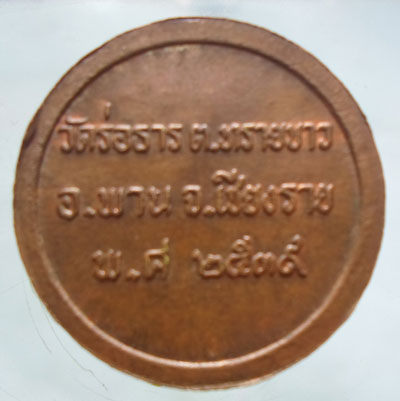 วัดร่อธาร ต.ทรายขาว
อ.พาน จ.เชียงราย
พ.ศ ๒๕๓๙